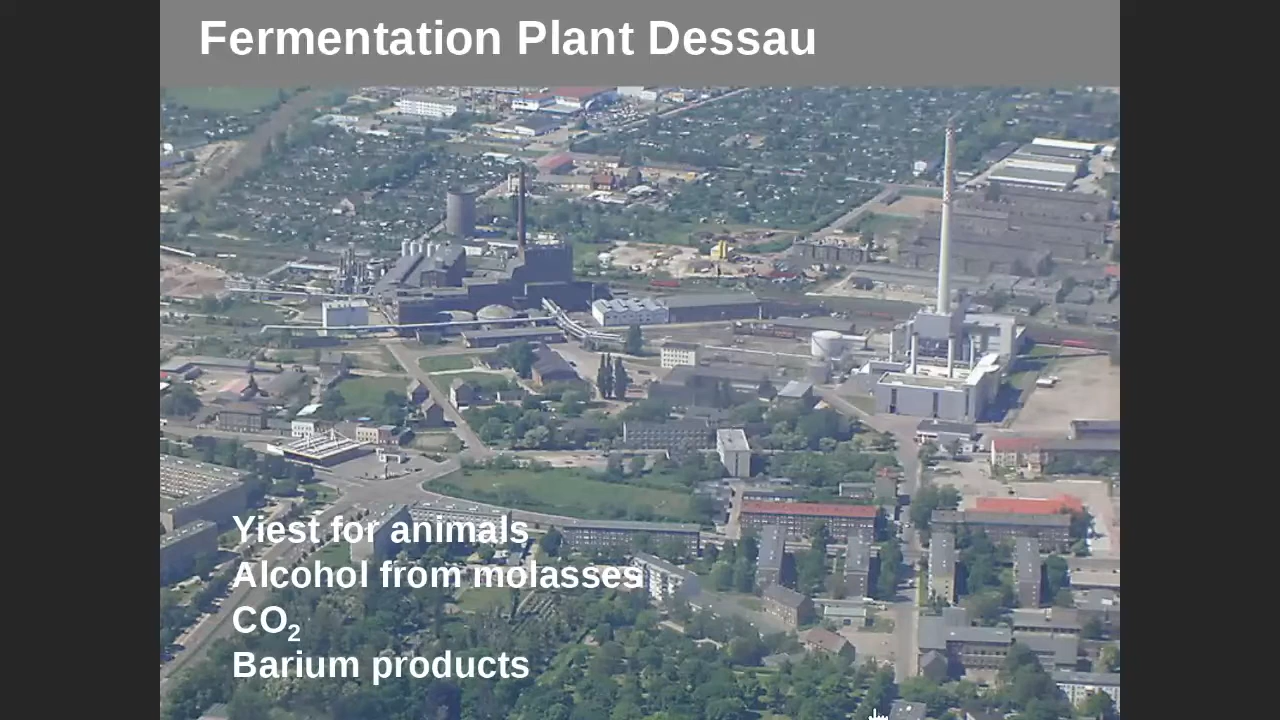 Fermentation Plant Dessau
Yiest for animals
Alcohol from molasses
CO₂
Barium products